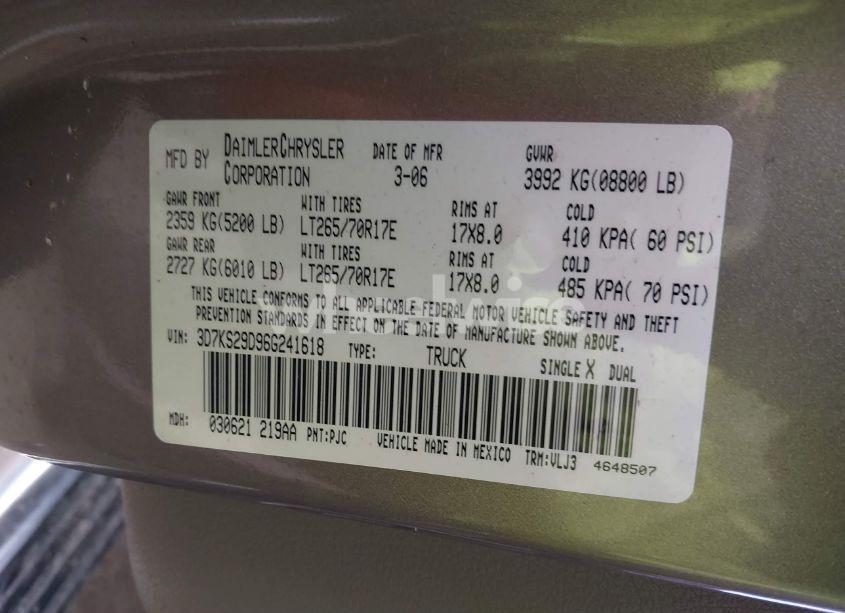 MFD BY DAIMLERCHRYSLER CORPORATION DATE OF MFR 3-06 GVWR 3992 KG(08800 LB)
GAWR FRONT WITH TIRES RIMS AT COLD
2359 KG(5200 LB) LT265/70R17E 17X8.0 410 KPA( 60 PSI)
GAWR REAR WITH TIRES RIMS AT COLD
2727 KG(6010 LB) LT265/70R17E 17X8.0 485 KPA( 70 PSI)
THIS VEHICLE CONFORMS TO ALL APPLICABLE FEDERAL MOTOR VEHICLE SAFETY AND THEFT
PREVENTION STANDARDS IN EFFECT ON THE DATE OF MANUFACTURE SHOWN ABOVE.
VIN: 3D7KS29D96G241618 TYPE: TRUCK SINGLE X DUAL
MDH: 030621 219AA PNT:PJC VEHICLE MADE IN MEXICO TRM:VLJ3 4648507